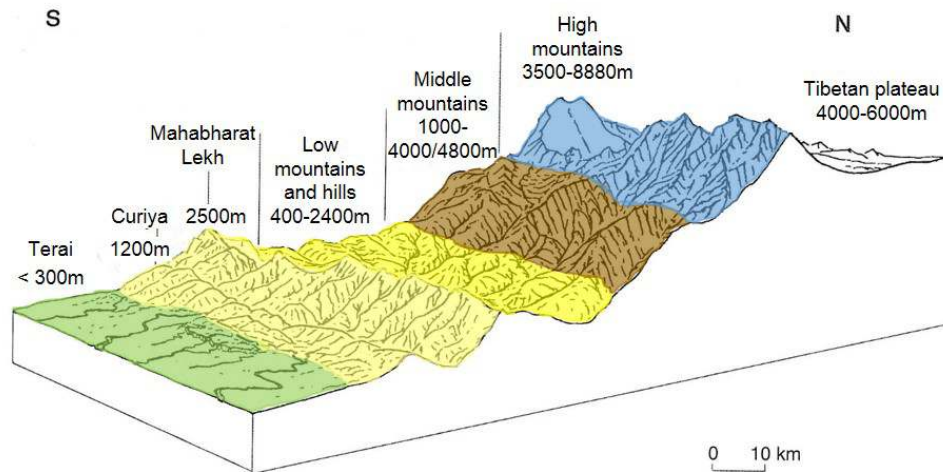 S
N
High
mountains
3500-8880m
Tibetan plateau
4000-6000m
Middle
mountains
1000-
4000/4800m
Mahabharat
Lekh
2500m
Low
mountains
and hills
400-2400m
Curiya
1200m
Terai
< 300m
0 10 km